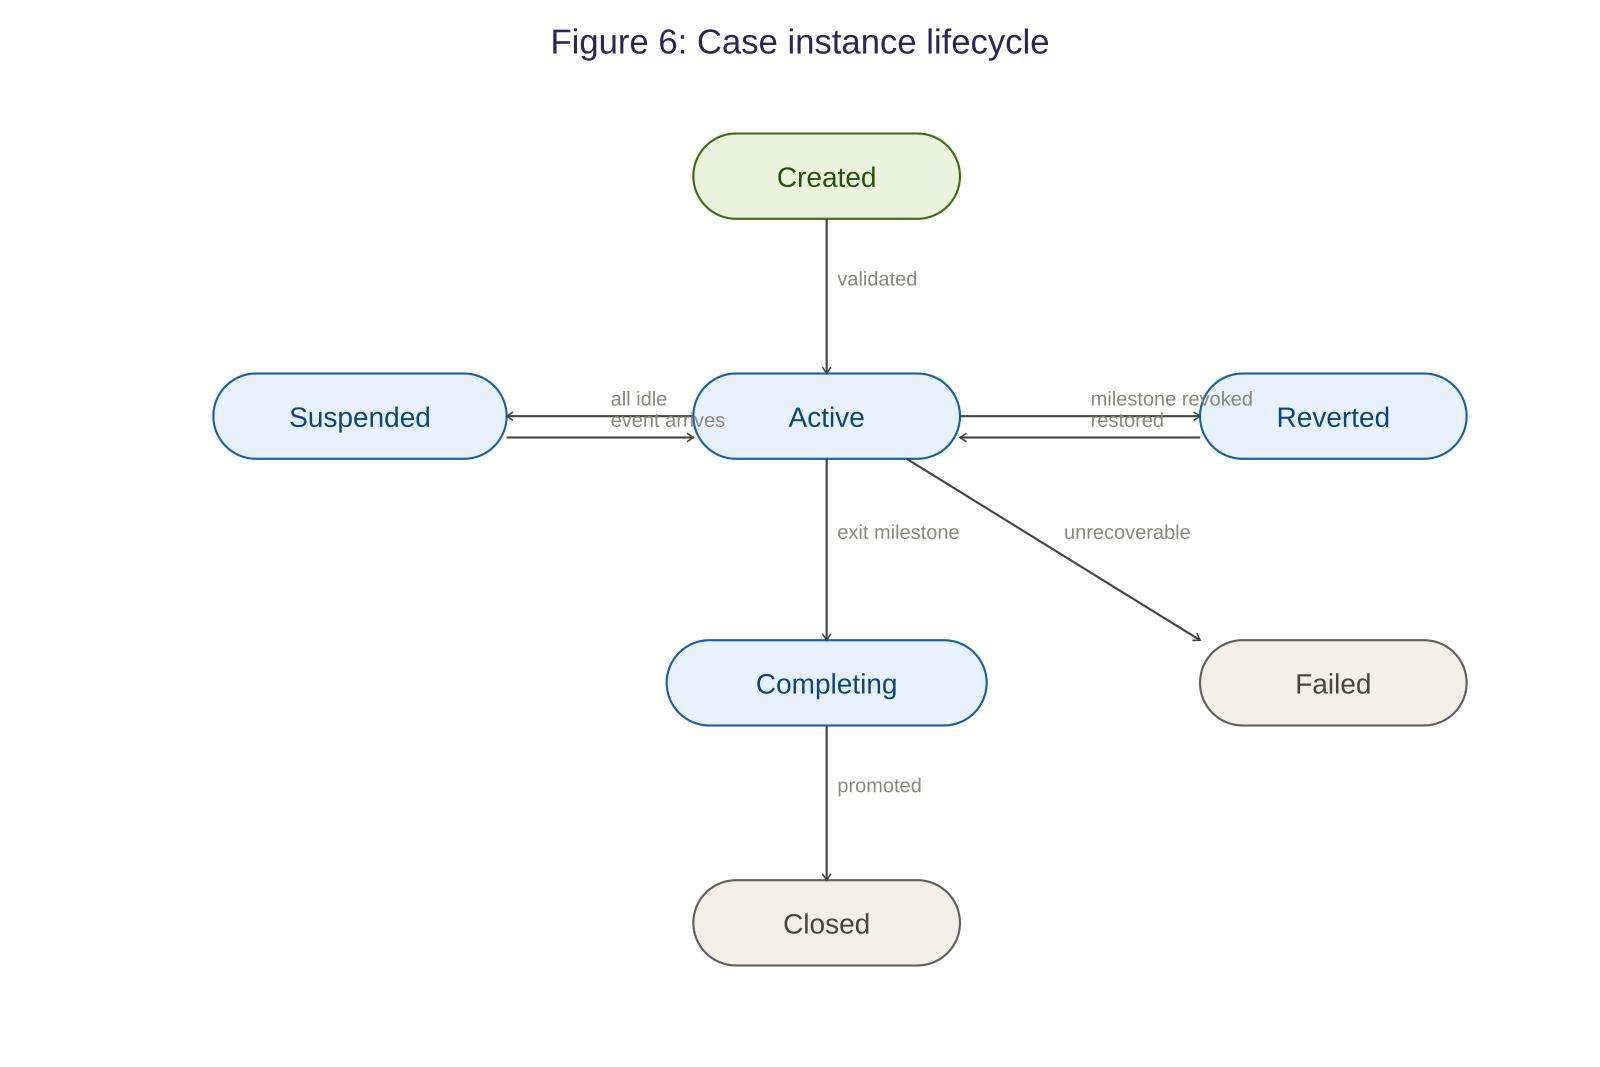 Figure 6: Case instance lifecycle
Created
validated
Suspended
all idle
event arrives
Active
milestone revoked
restored
Reverted
exit milestone
unrecoverable
Completing
Failed
promoted
Closed